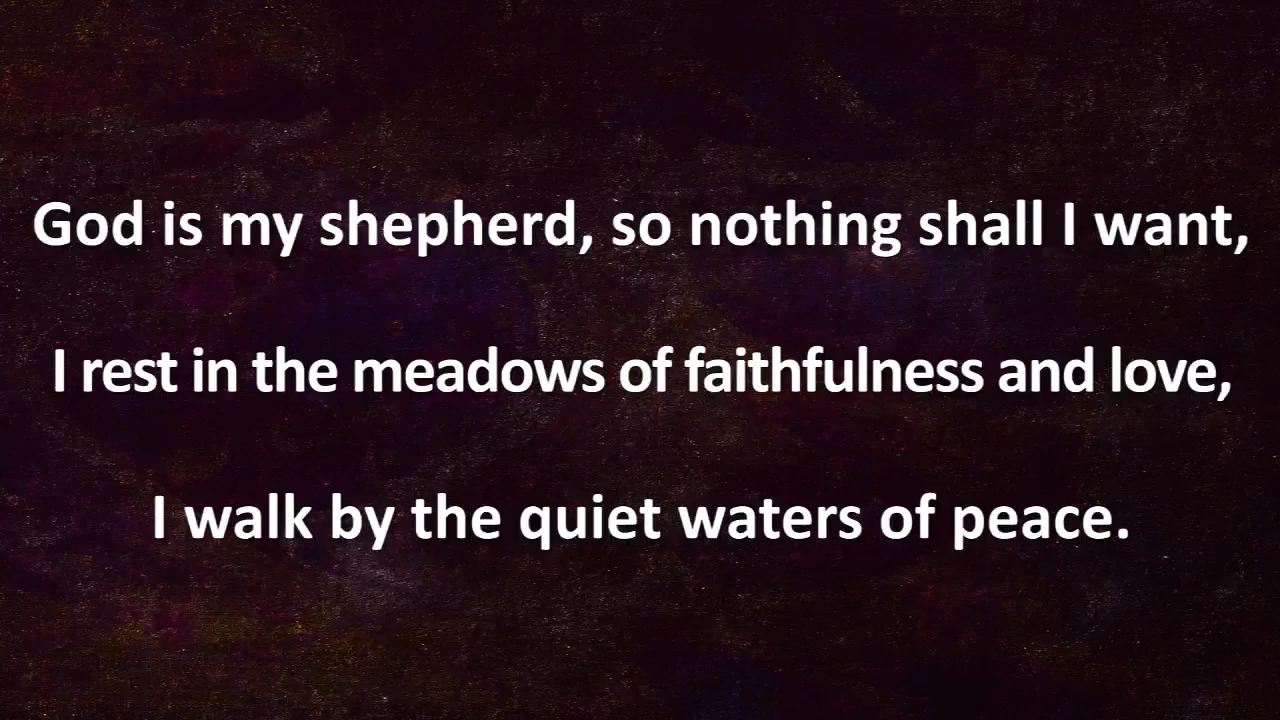 God is my shepherd, so nothing shall I want,
I rest in the meadows of faithfulness and love,
I walk by the quiet waters of peace.